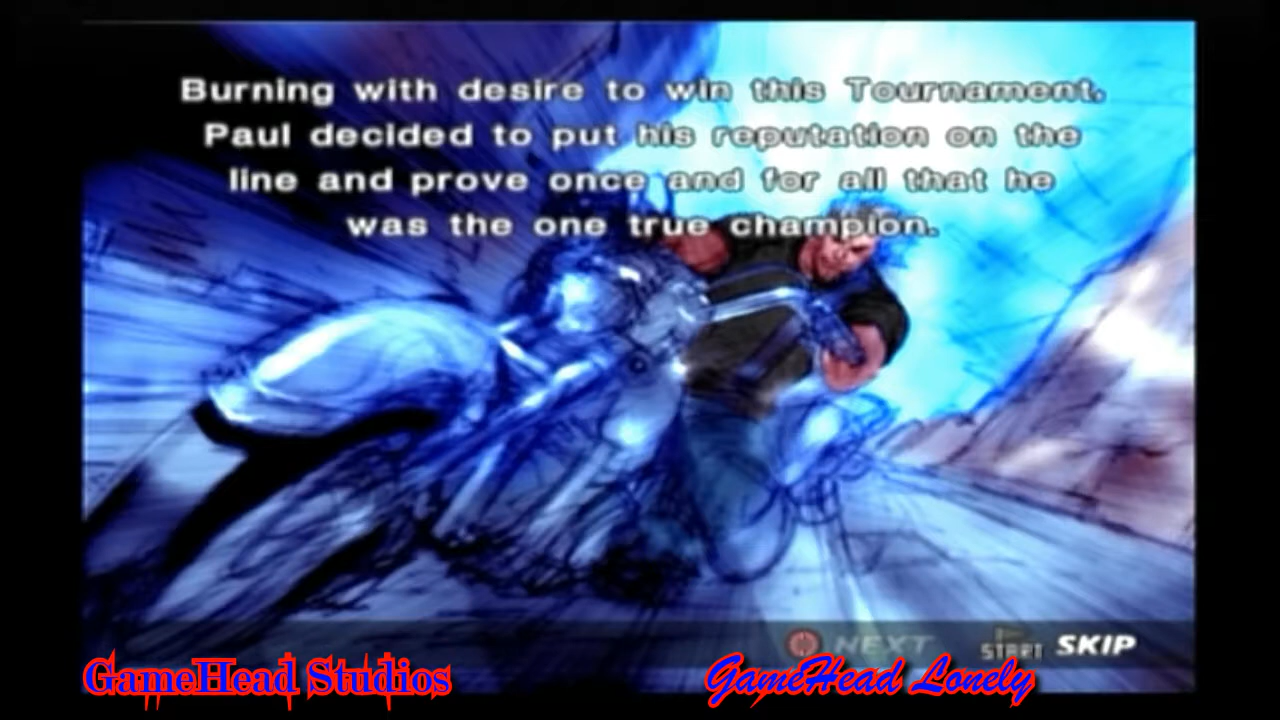 Burning with desire to win this Tournament,
Paul decided to put his reputation on the
line and prove once and for all that he
was the one true champion.
NEXT START SKIP
GameHead Studios GameHead Lonely